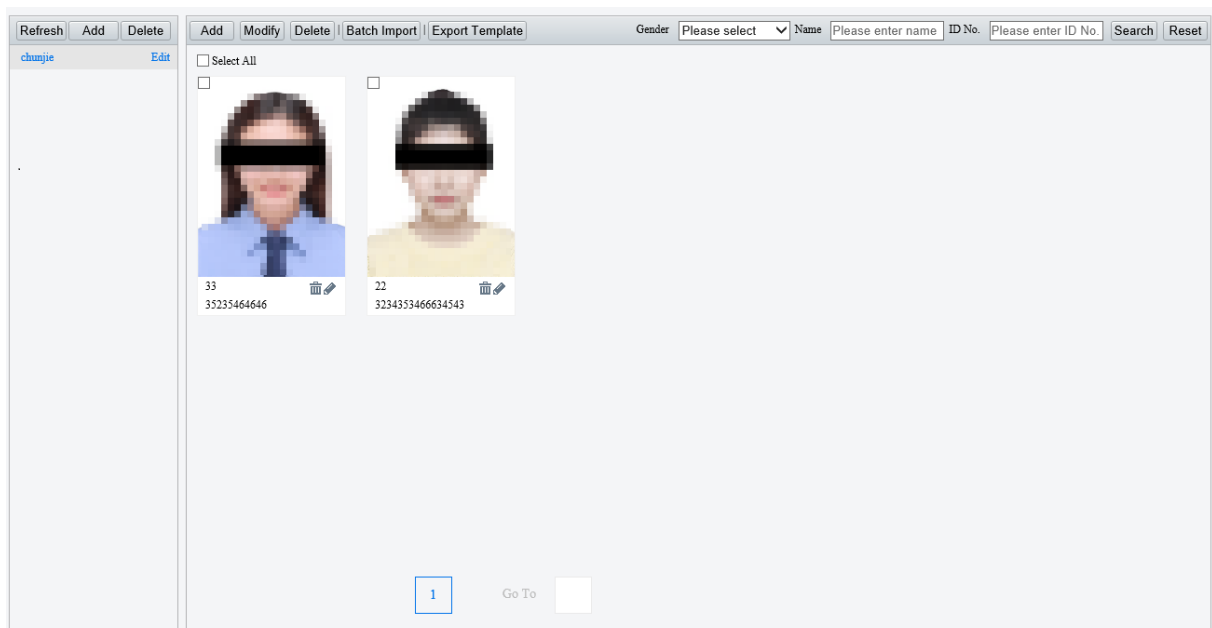 Refresh Add Delete
chunjie Edit
.
Add Modify Delete | Batch Import | Export Template Gender Please select Name Please enter name ID No. Please enter ID No. Search Reset
Select All
33
35235464646
22
3234353466634543
1 Go To